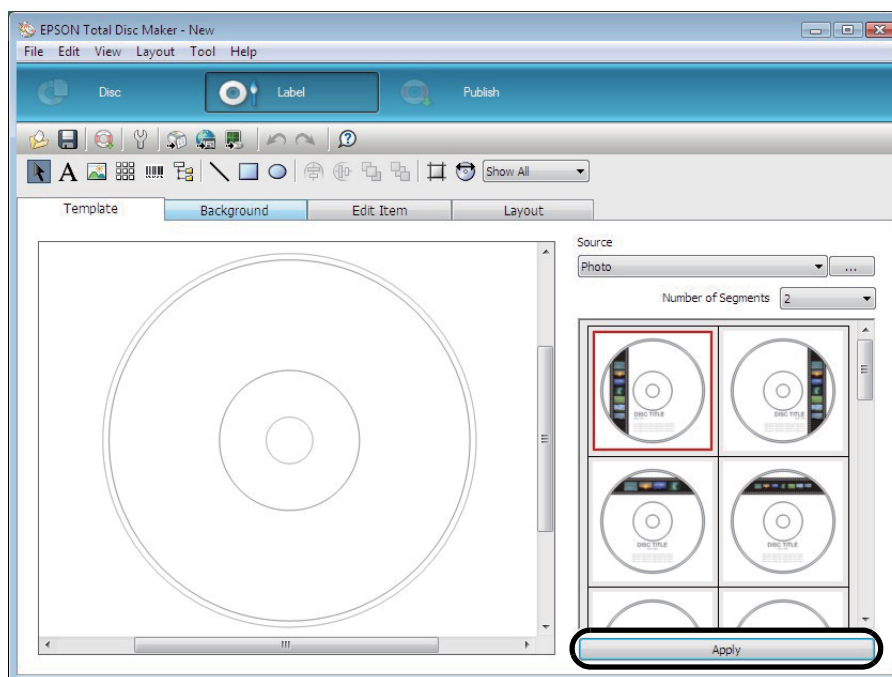 EPSON Total Disc Maker - New
File Edit View Layout Tool Help
Disc Label Publish
A Show All
Template Background Edit Item Layout
Source
Photo ...
Number of Segments 2
DISC TITLE DISC TITLE
DISC TITLE DISC TITLE
Apply